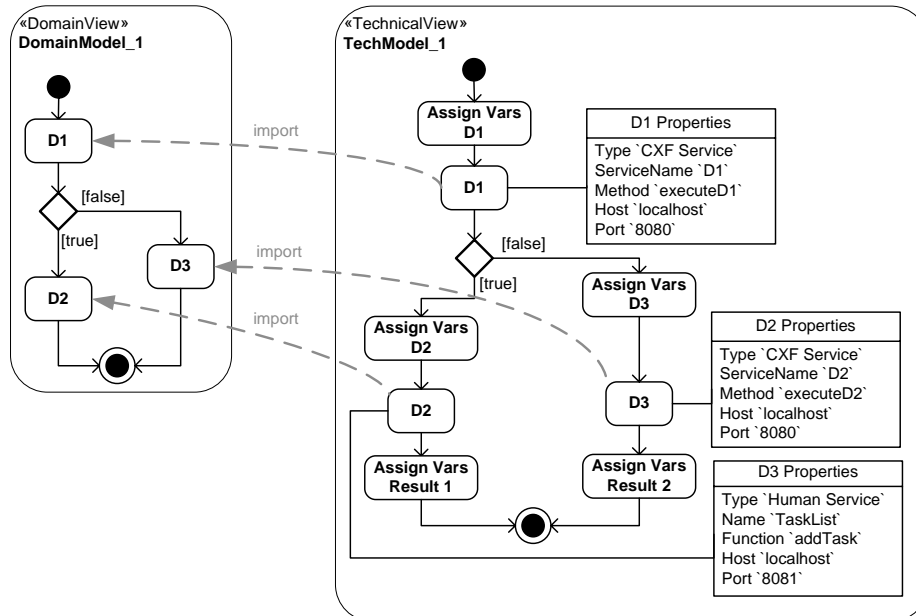 «DomainView»
DomainModel_1
D1
[false]
[true]
D3
D2
import
import
import
«TechnicalView»
TechModel_1
Assign Vars
D1
D1
[false]
[true]
Assign Vars
D3
Assign Vars
D2
D2
D3
Assign Vars
Result 1
Assign Vars
Result 2
D1 Properties
Type `CXF Service`
ServiceName `D1`
Method `executeD1`
Host `localhost`
Port `8080`
D2 Properties
Type `CXF Service`
ServiceName `D2`
Method `executeD2`
Host `localhost`
Port `8080`
D3 Properties
Type `Human Service`
Name `TaskList`
Function `addTask`
Host `localhost`
Port `8081`